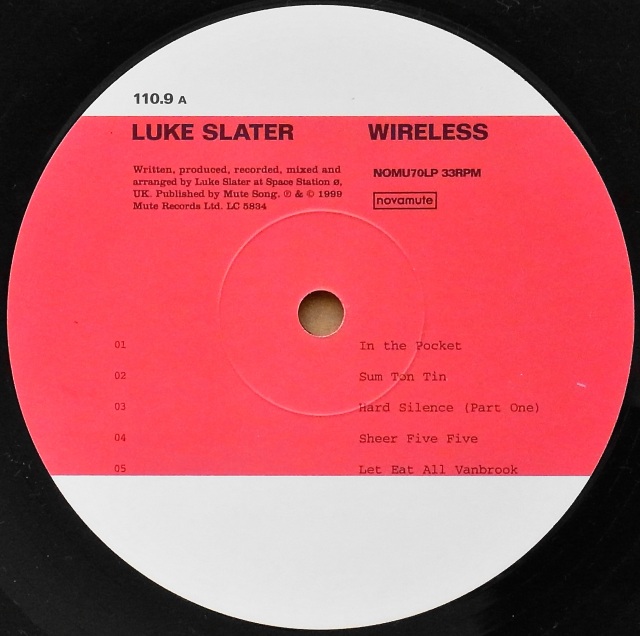 110.9 A
LUKE SLATER WIRELESS
Written, produced, recorded, mixed and
arranged by Luke Slater at Space Station ø,
UK. Published by Mute Song. ℗ & © 1999
Mute Records Ltd. LC 5834
NOMU70LP 33RPM
novamute
01 In the Pocket
02 Sum Ton Tin
03 Hard Silence (Part One)
04 Sheer Five Five
05 Let Eat All Vanbrook